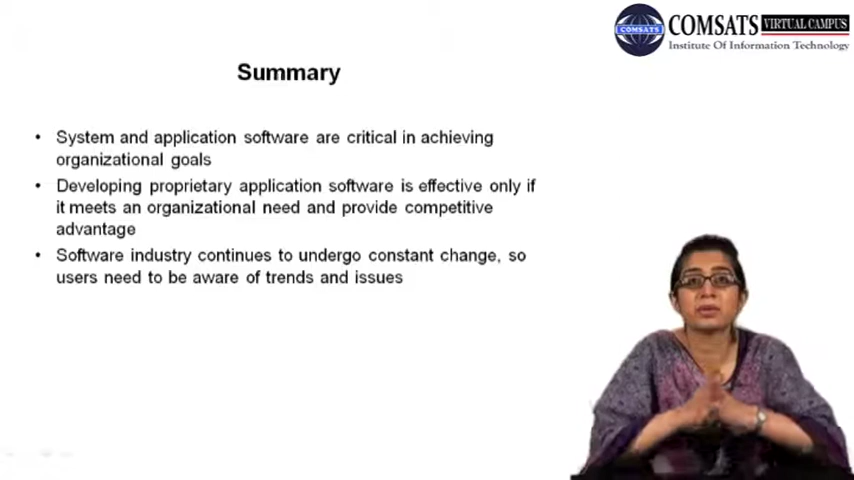 COMSATS VIRTUAL CAMPUS
COMSATS
Institute Of Information Technology
Summary
• System and application software are critical in achieving
organizational goals
• Developing proprietary application software is effective only if
it meets an organizational need and provide competitive
advantage
• Software industry continues to undergo constant change, so
users need to be aware of trends and issues